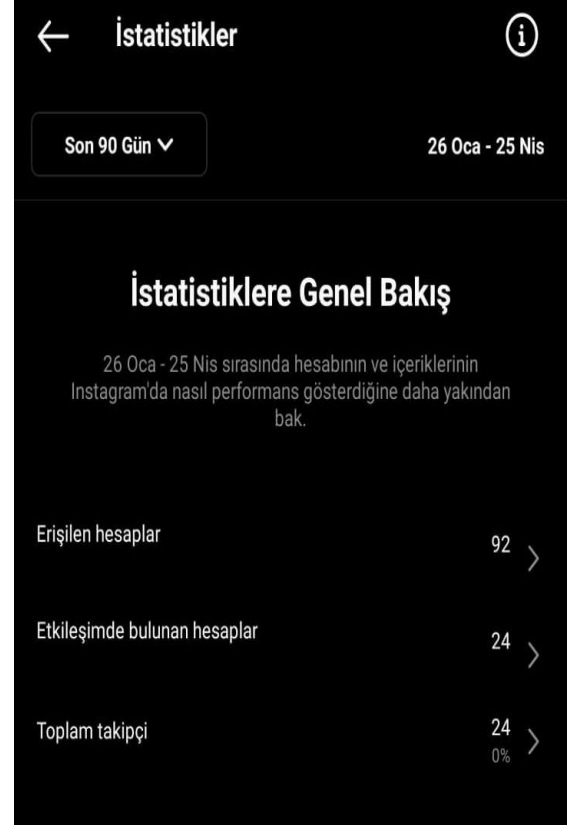 İstatistikler
Son 90 Gün
26 Oca - 25 Nis
İstatistiklere Genel Bakış
26 Oca - 25 Nis sırasında hesabının ve içeriklerinin
Instagram'da nasıl performans gösterdiğine daha yakından
bak.
Erişilen hesaplar
92
Etkileşimde bulunan hesaplar
24
Toplam takipçi
24
0%